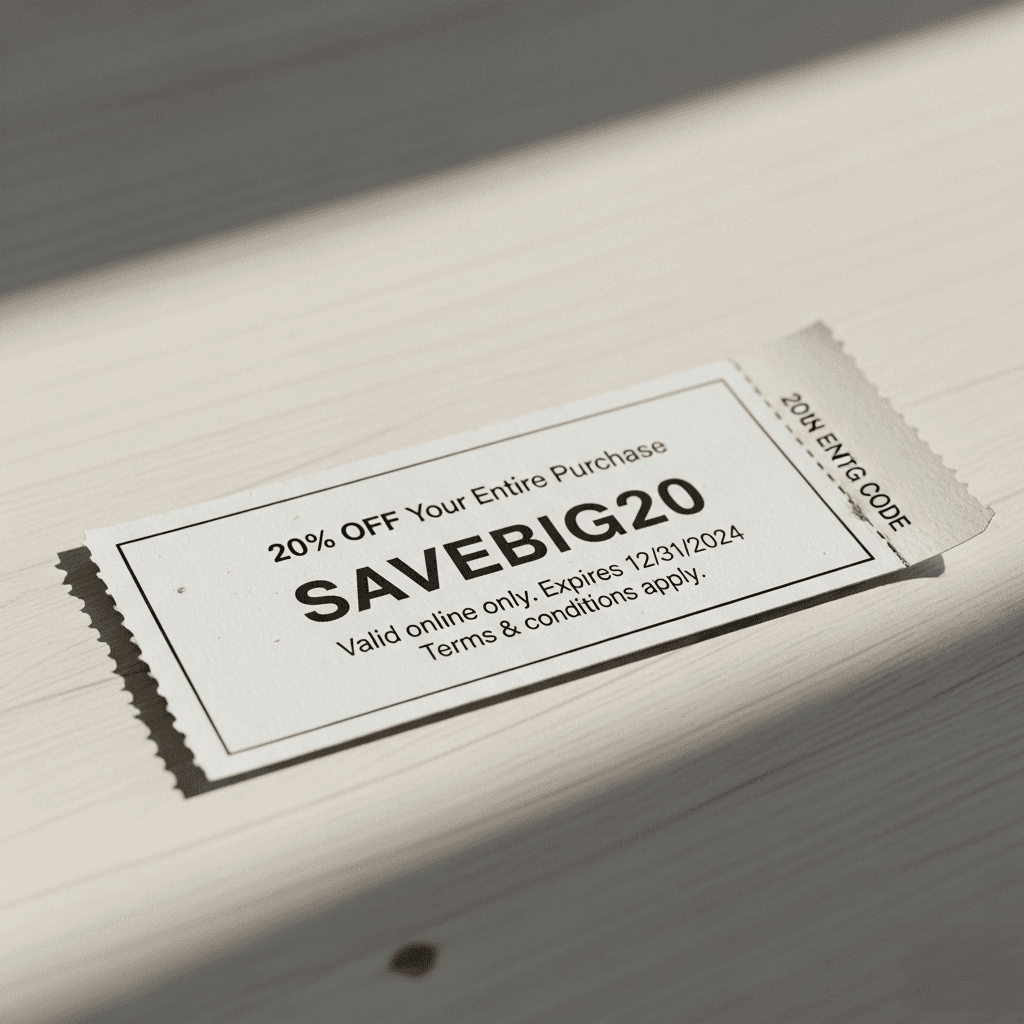 20% OFF Your Entire Purchase
SAVEBIG20
Valid online only. Expires 12/31/2024
Terms & conditions apply.
ENTG CODE